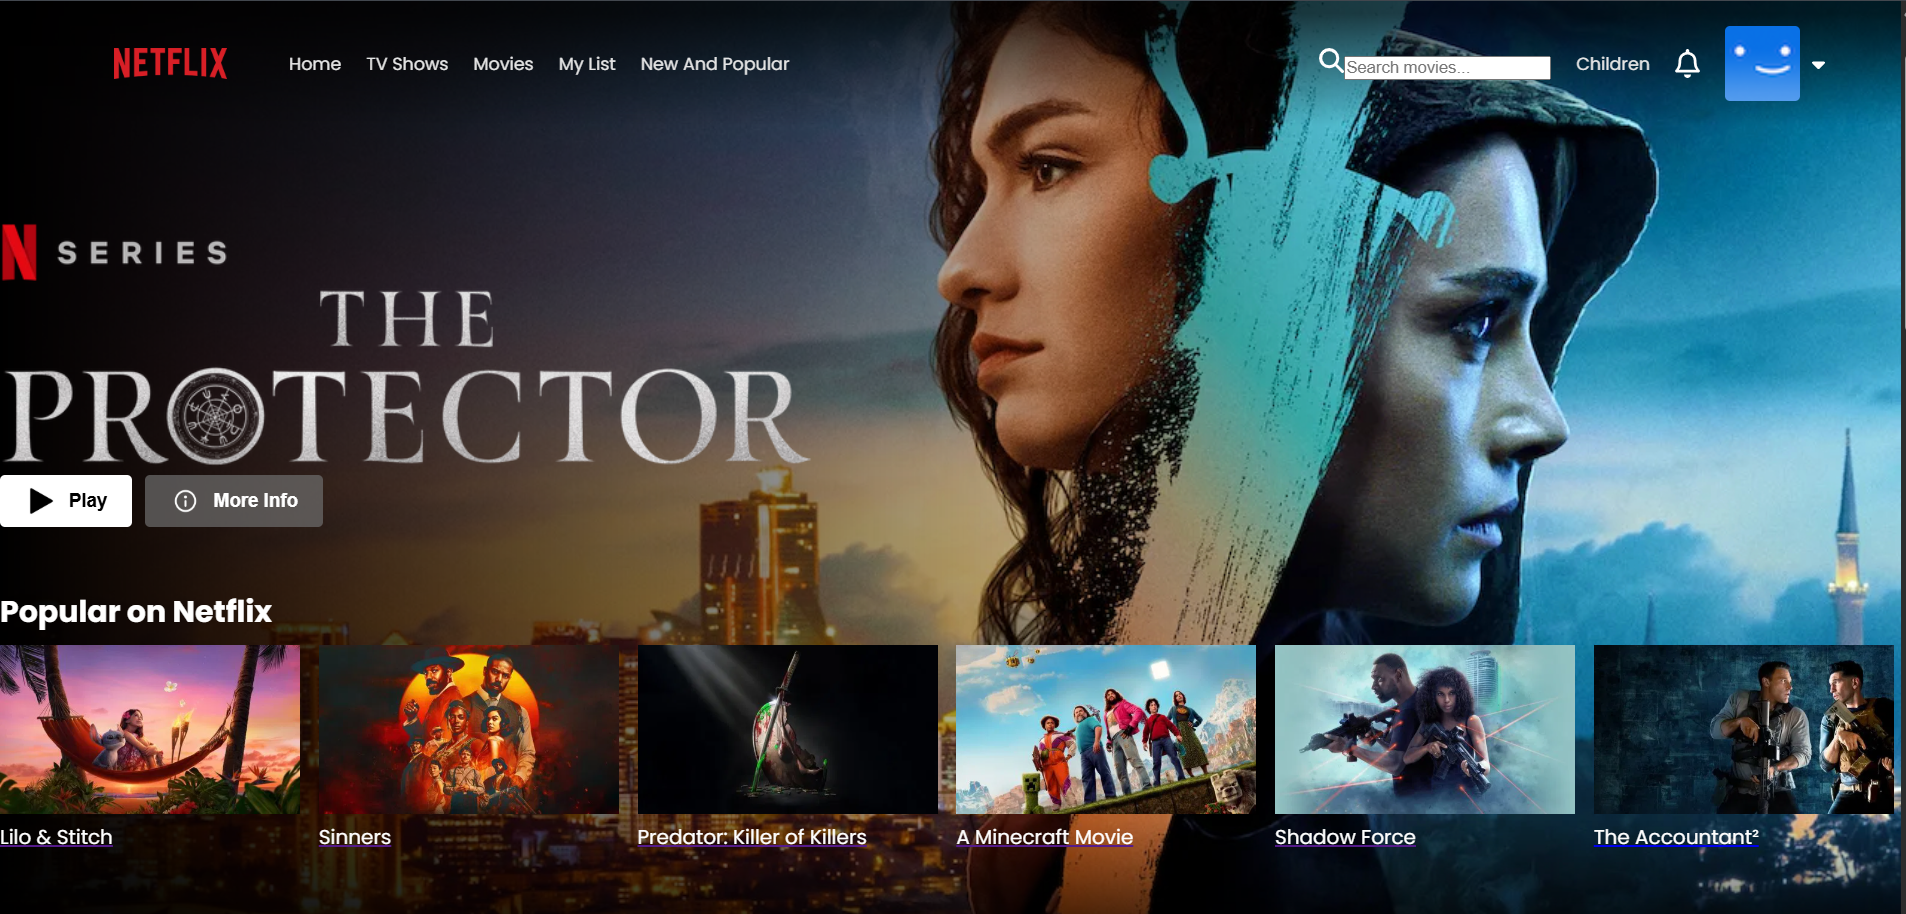 NETFLIX
Home
TV Shows
Movies
My List
New And Popular
Search movies...
Children
N SERIES
THE
PROTECTOR
Play
More Info
Popular on Netflix
Lilo & Stitch
Sinners
Predator: Killer of Killers
A Minecraft Movie
Shadow Force
The Accountant²